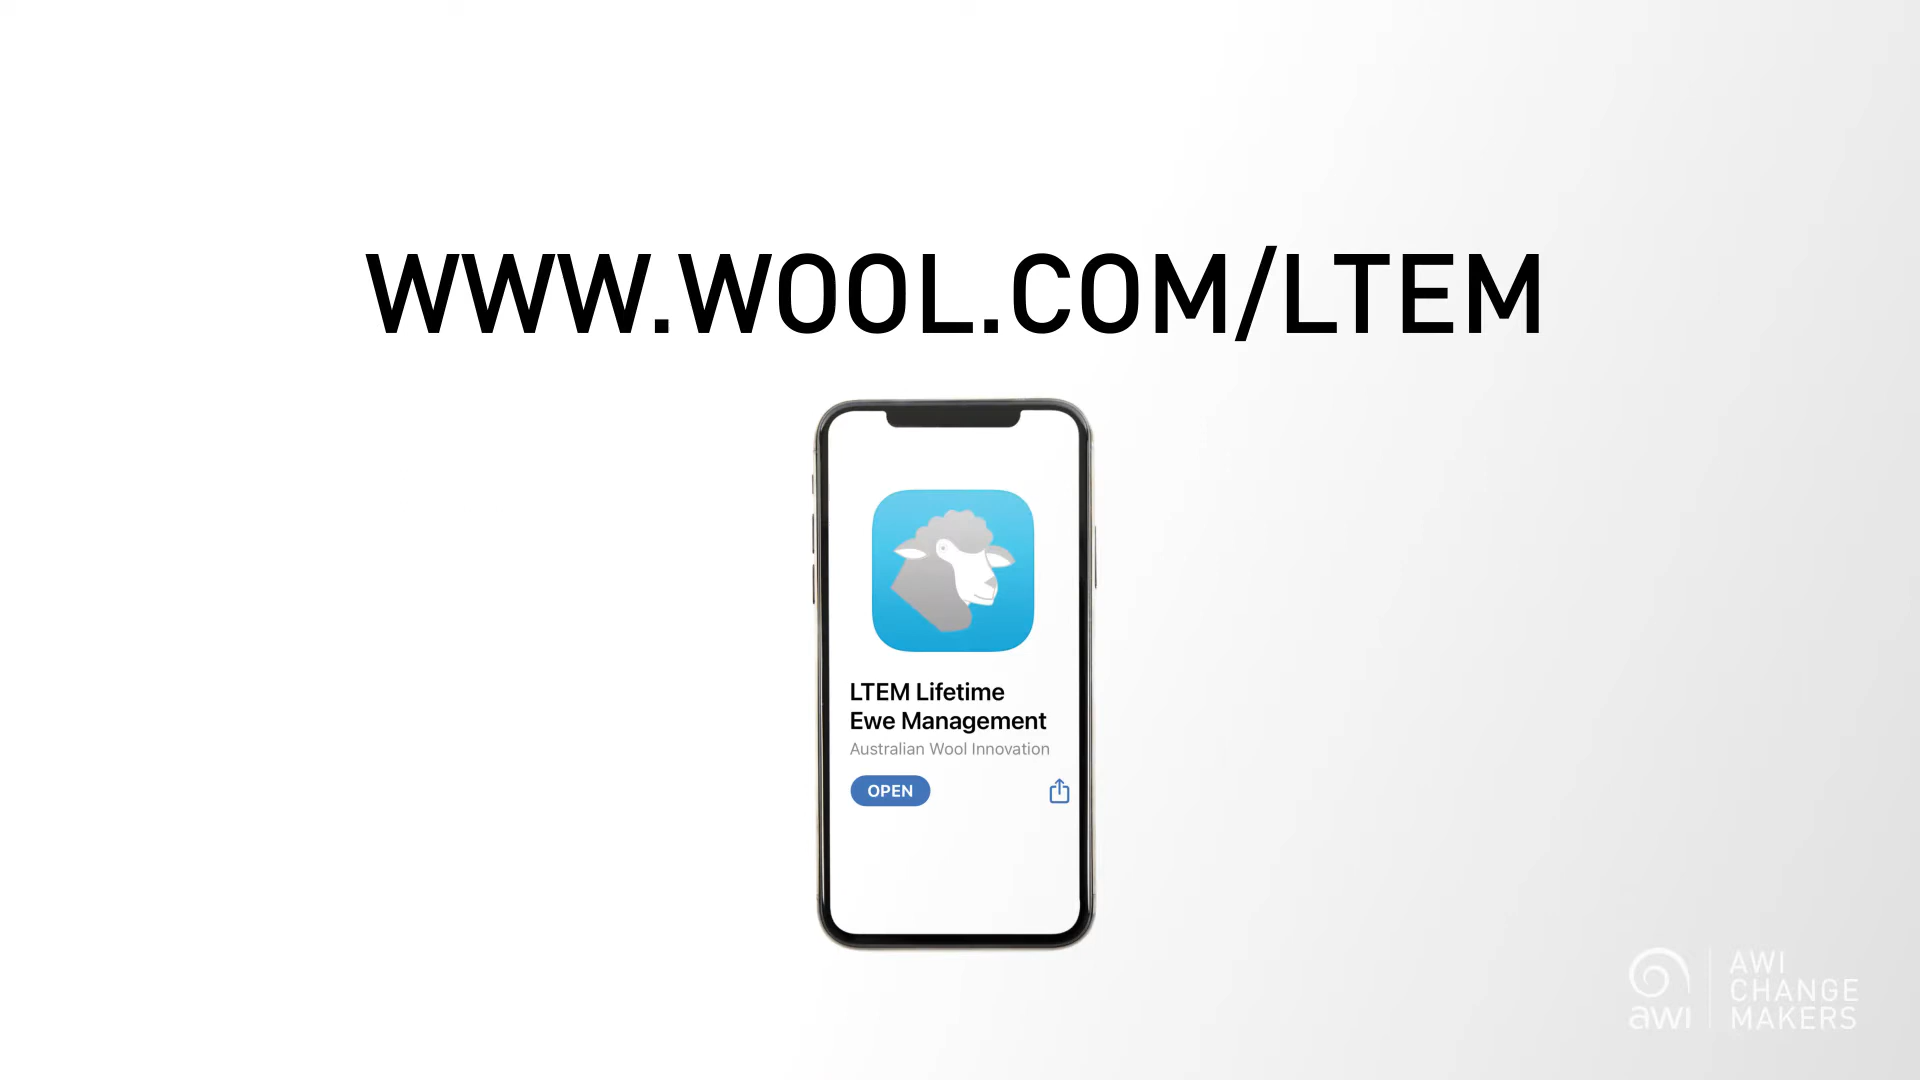 WWW.WOOL.COM/LTEM
LTEM Lifetime
Ewe Management
Australian Wool Innovation
OPEN
awi
AWI
CHANGE
MAKERS